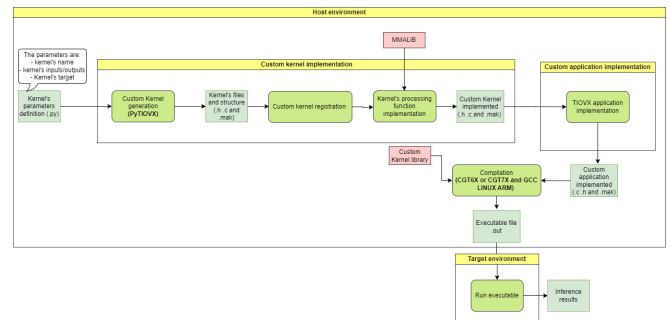 Host environment
MMALIB
The parameters are:
- kernel's name
- kernel's inputs/outputs
- Kernel's target
Custom kernel implementation
Custom application implementation
Kernel's
parameters
definition (.py)
Custom Kernel
generation
(PyTIOVX)
Kernel's files
and structure
(.h .c and
.mak)
Custom kernel registration
Kernel's processing
function
implementation
Custom Kernel
implemented
(.h .c and .mak)
TIOVX application
implementation
Custom
Kernel library
Compilation
(CGT6X or CGT7X and GCC
LINUX ARM)
Custom
application
implemented
(.c .h and .mak)
Executable file
.out
Target environment
Run executable
Inference
results